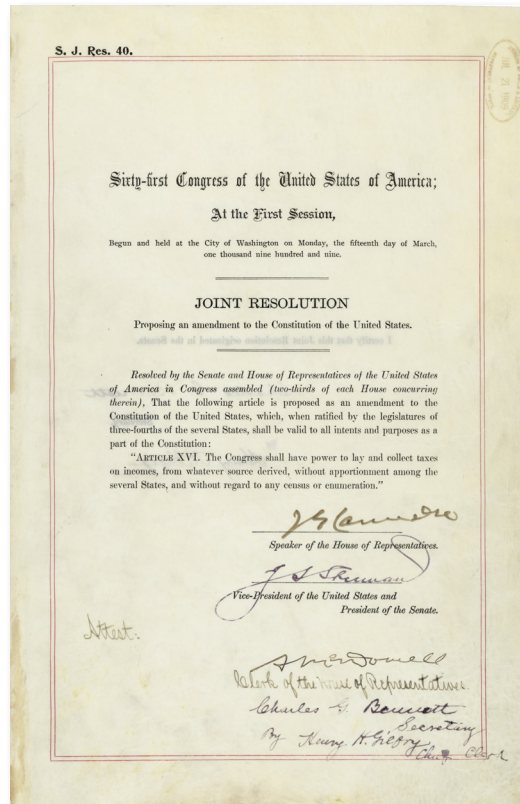 S. J. Res. 40.
Sixty-first Congress of the United States of America;
At the First Session,
Begun and held at the City of Washington on Monday, the fifteenth day of March,
one thousand nine hundred and nine.
JOINT RESOLUTION
Proposing an amendment to the Constitution of the United States.
Resolved by the Senate and House of Representatives of the United States
of America in Congress assembled (two-thirds of each House concurring
therein), That the following article is proposed as an amendment to the
Constitution of the United States, which, when ratified by the legislatures of
three-fourths of the several States, shall be valid to all intents and purposes as a
part of the Constitution:
“ARTICLE XVI. The Congress shall have power to lay and collect taxes
on incomes, from whatever source derived, without apportionment among the
several States, and without regard to any census or enumeration.”
Speaker of the House of Representatives.
J S Sherman
Vice-President of the United States and
President of the Senate.
Attest:
A McDowell
Clerk of the House of Representatives.
Charles G. Bennett
Secretary
By Henry H. Gilfry
Chief Clerk